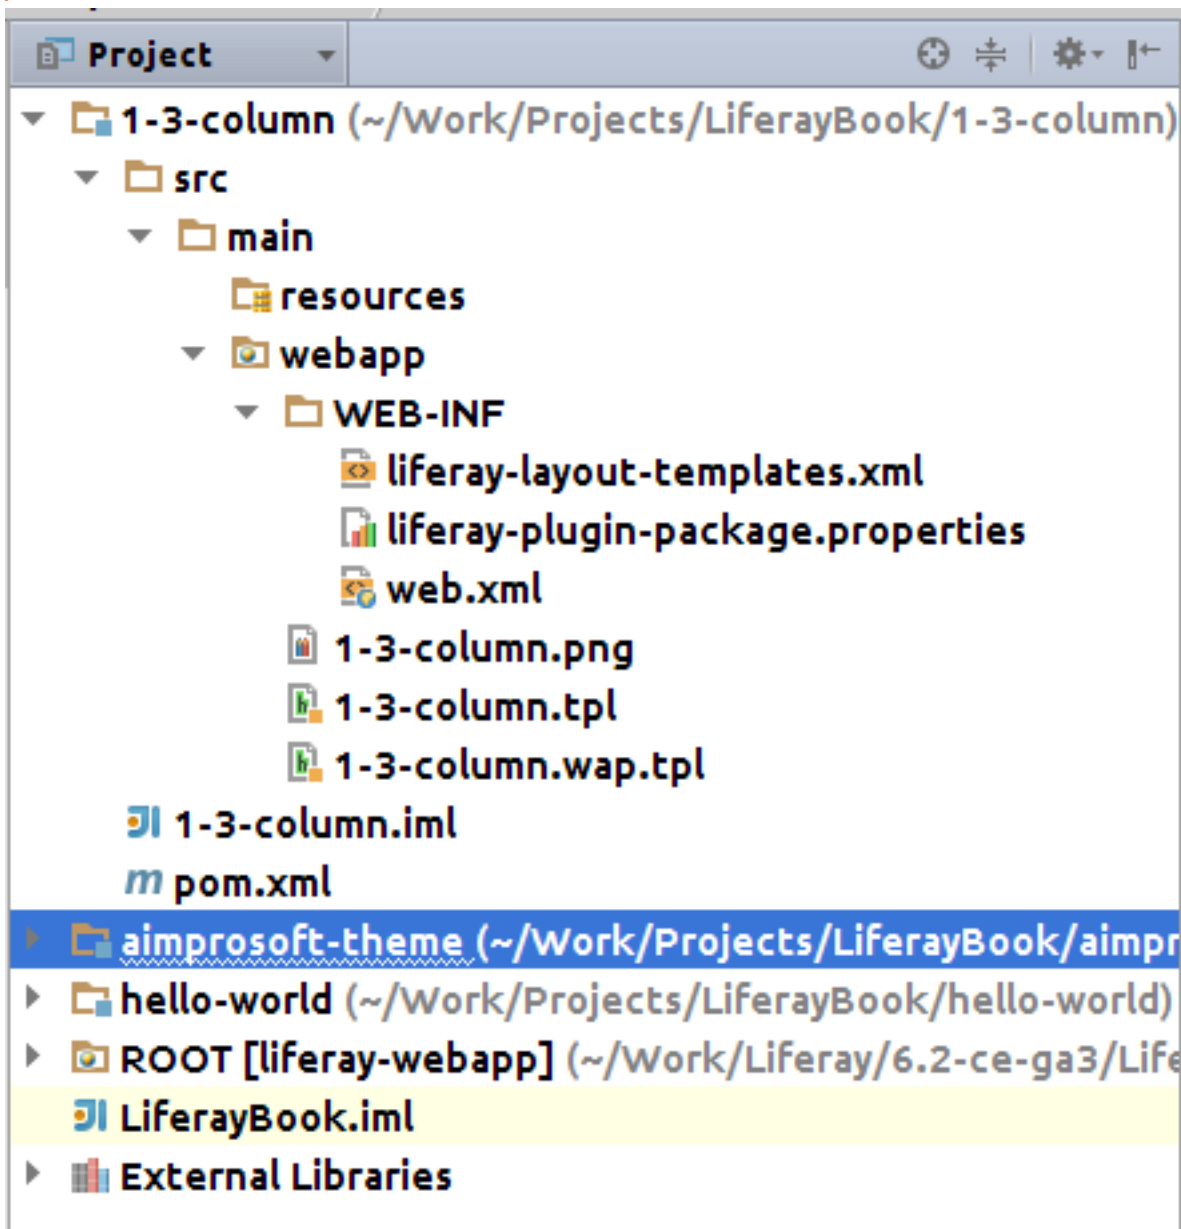 Project
1-3-column (~/Work/Projects/LiferayBook/1-3-column)
src
main
resources
webapp
WEB-INF
liferay-layout-templates.xml
liferay-plugin-package.properties
web.xml
1-3-column.png
1-3-column.tpl
1-3-column.wap.tpl
1-3-column.iml
pom.xml
aimprosoft-theme (~/Work/Projects/LiferayBook/aimpr
hello-world (~/Work/Projects/LiferayBook/hello-world)
ROOT [liferay-webapp] (~/Work/Liferay/6.2-ce-ga3/Life
LiferayBook.iml
External Libraries